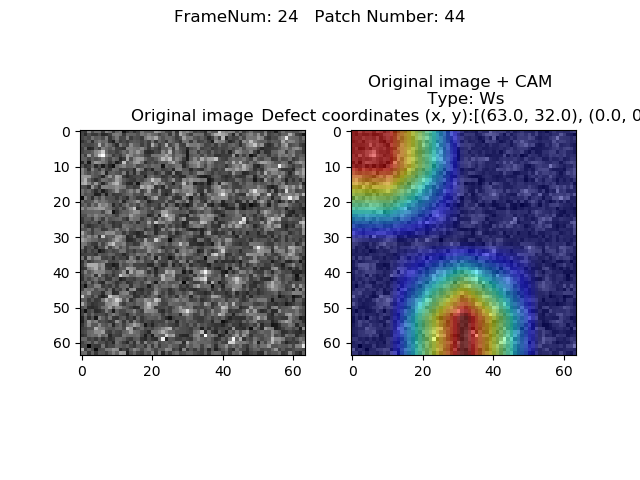 FrameNum: 24   Patch Number: 44
Original image
0
10
20
30
40
50
60
0 20 40 60
Original image + CAM
Type: Ws
Defect coordinates (x, y):[(63.0, 32.0), (0.0, 0
0
10
20
30
40
50
60
0 20 40 60